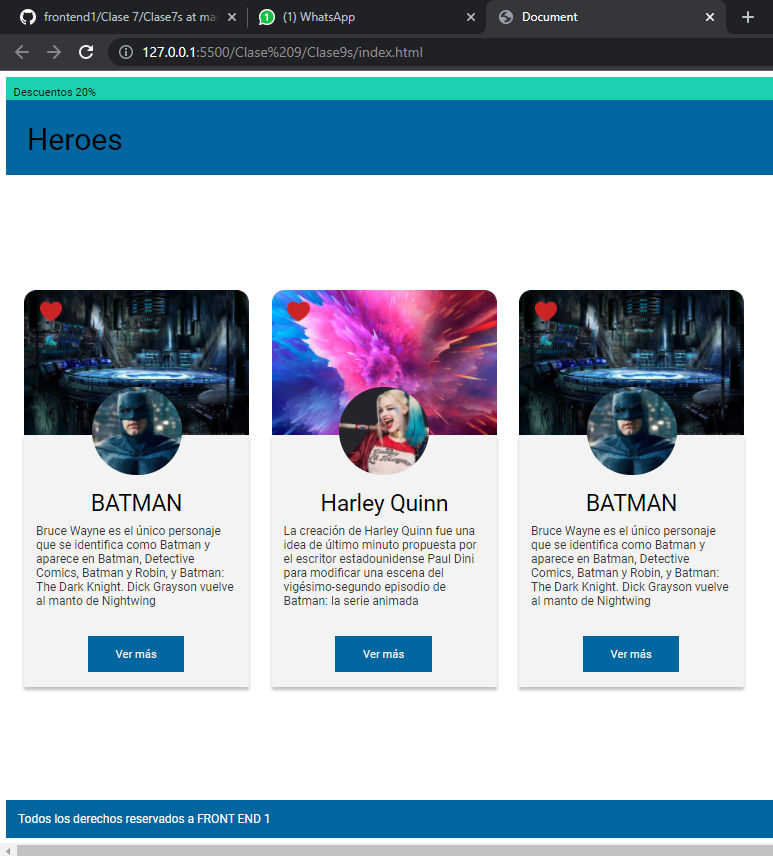 frontend1/Clase 7/Clase7s at mai
(1) WhatsApp
Document
127.0.0.1:5500/Clase%209/Clase9s/index.html
Descuentos 20%
Heroes
BATMAN
Bruce Wayne es el único personaje
que se identifica como Batman y
aparece en Batman, Detective
Comics, Batman y Robin, y Batman:
The Dark Knight. Dick Grayson vuelve
al manto de Nightwing
Ver más
Harley Quinn
La creación de Harley Quinn fue una
idea de último minuto propuesta por
el escritor estadounidense Paul Dini
para modificar una escena del
vigésimo-segundo episodio de
Batman: la serie animada
Ver más
BATMAN
Bruce Wayne es el único personaje
que se identifica como Batman y
aparece en Batman, Detective
Comics, Batman y Robin, y Batman:
The Dark Knight. Dick Grayson vuelve
al manto de Nightwing
Ver más
Todos los derechos reservados a FRONT END 1